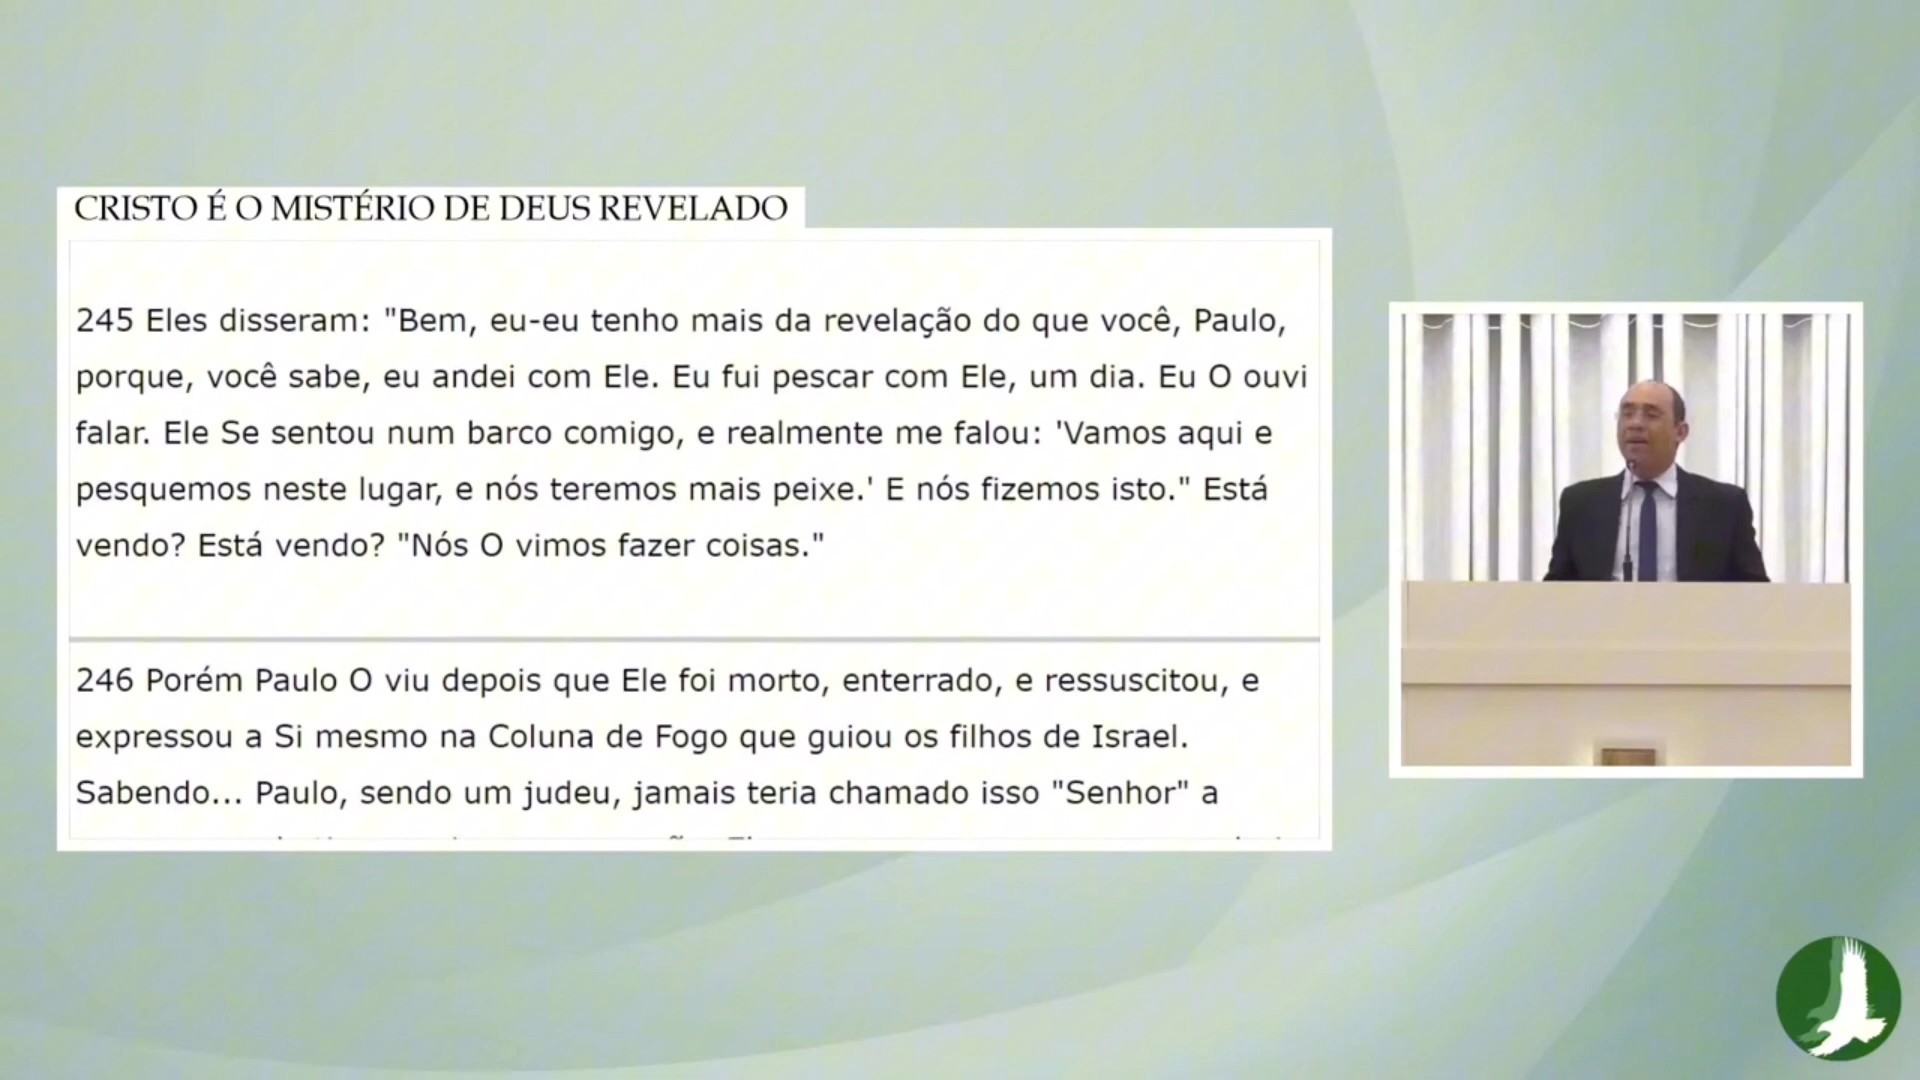 CRISTO É O MISTÉRIO DE DEUS REVELADO
245 Eles disseram: "Bem, eu-eu tenho mais da revelação do que você, Paulo,
porque, você sabe, eu andei com Ele. Eu fui pescar com Ele, um dia. Eu O ouvi
falar. Ele Se sentou num barco comigo, e realmente me falou: 'Vamos aqui e
pesquemos neste lugar, e nós teremos mais peixe.' E nós fizemos isto." Está
vendo? Está vendo? "Nós O vimos fazer coisas."
246 Porém Paulo O viu depois que Ele foi morto, enterrado, e ressuscitou, e
expressou a Si mesmo na Coluna de Fogo que guiou os filhos de Israel.
Sabendo... Paulo, sendo um judeu, jamais teria chamado isso "Senhor" a